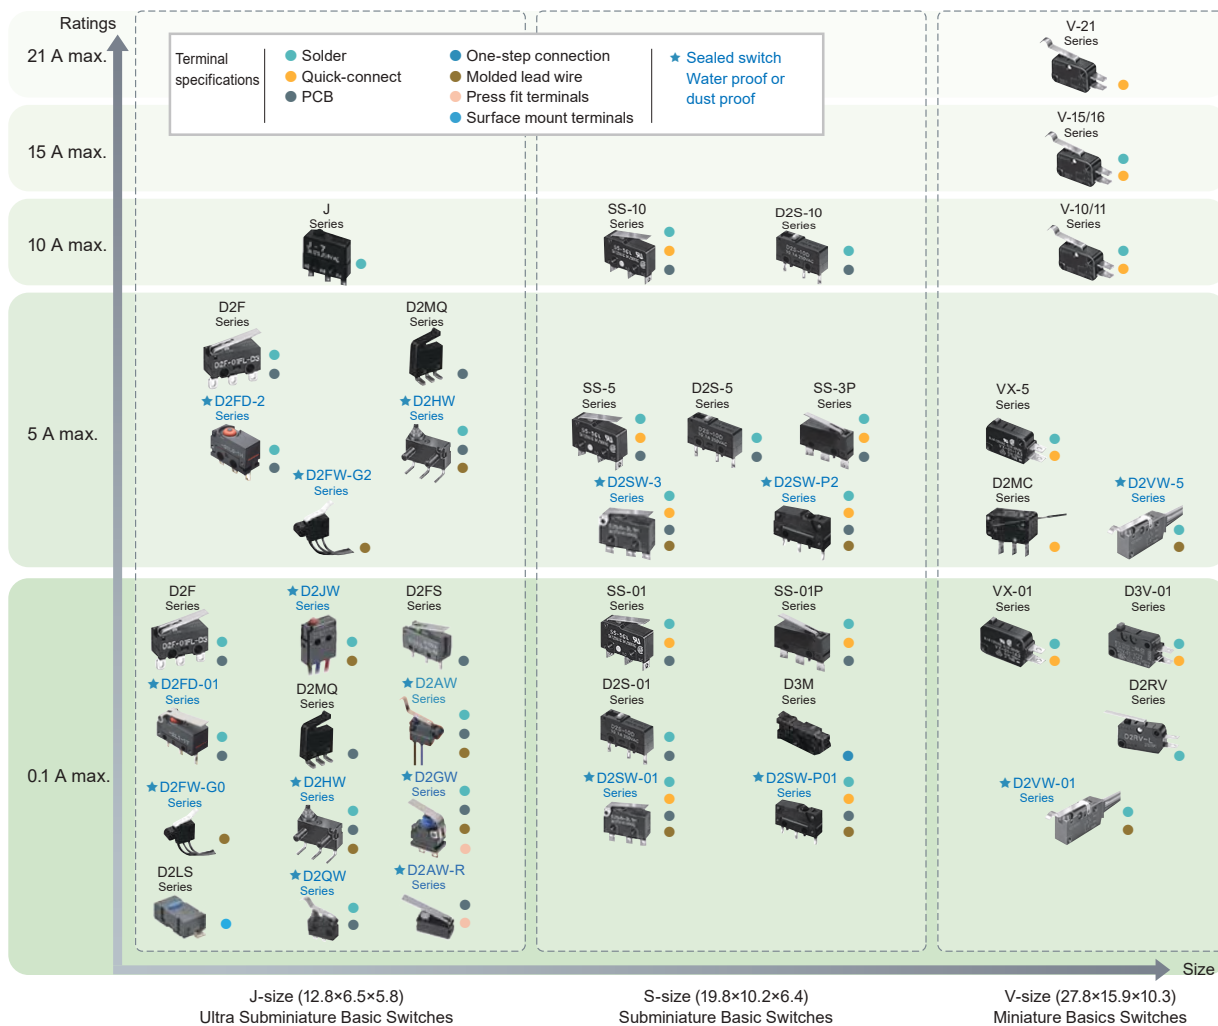 Ratings
21 A max.
15 A max.
10 A max.
5 A max.
0.1 A max.
Terminal
specifications
Solder
Quick-connect
PCB
One-step connection
Molded lead wire
Press fit terminals
Surface mount terminals
★ Sealed switch
Water proof or
dust proof
V-21
Series
V-15/16
Series
J
Series
SS-10
Series
D2S-10
Series
V-10/11
Series
D2F
Series
D2MQ
Series
★D2FD-2
Series
★D2HW
Series
★D2FW-G2
Series
SS-5
Series
D2S-5
Series
SS-3P
Series
★D2SW-3
Series
★D2SW-P2
Series
VX-5
Series
D2MC
Series
★D2VW-5
Series
D2F
Series
★D2JW
Series
D2FS
Series
★D2FD-01
Series
D2MQ
Series
★D2AW
Series
★D2FW-G0
Series
★D2HW
Series
★D2GW
Series
D2LS
Series
★D2QW
Series
★D2AW-R
Series
SS-01
Series
SS-01P
Series
D2S-01
Series
D3M
Series
★D2SW-01
Series
★D2SW-P01
Series
VX-01
Series
D3V-01
Series
D2RV
Series
★D2VW-01
Series
Size
J-size (12.8×6.5×5.8)
Ultra Subminiature Basic Switches
S-size (19.8×10.2×6.4)
Subminiature Basic Switches
V-size (27.8×15.9×10.3)
Miniature Basics Switches